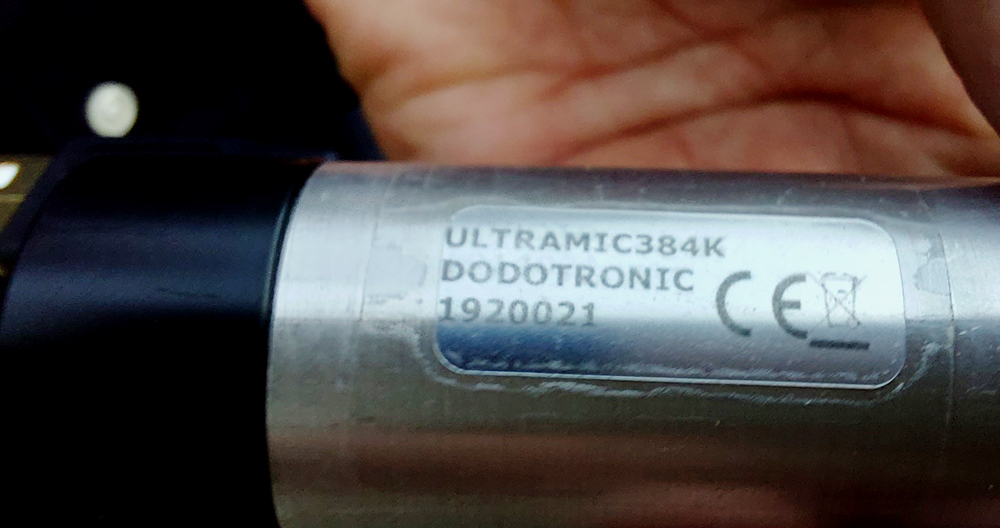 ULTRAMIC384K
DODOTRONIC
1920021
CE